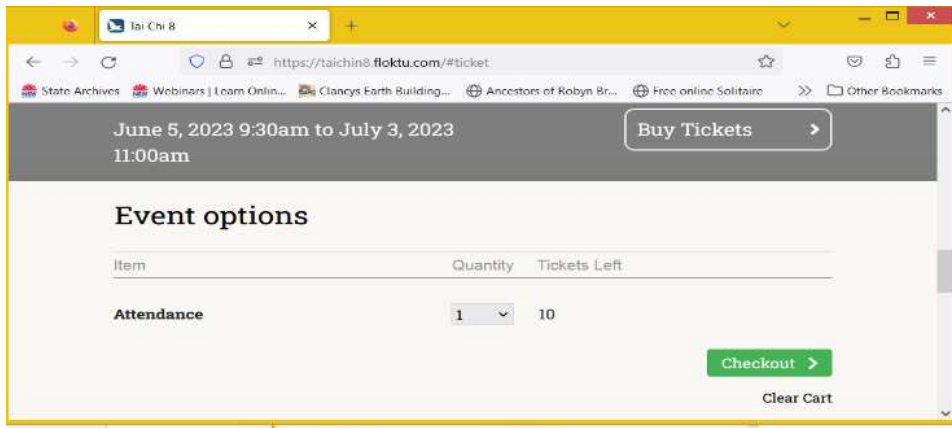 Tai Chi 8
https://taichin8.floktu.com/#ticket
State Archives Webinars | Learn Onlin... Clancys Earth Building... Ancestors of Robyn Br... Free online Solitaire Other Bookmarks
June 5, 2023 9:30am to July 3, 2023
11:00am
Buy Tickets
Event options
Item Quantity Tickets Left
Attendance 1 10
Checkout
Clear Cart